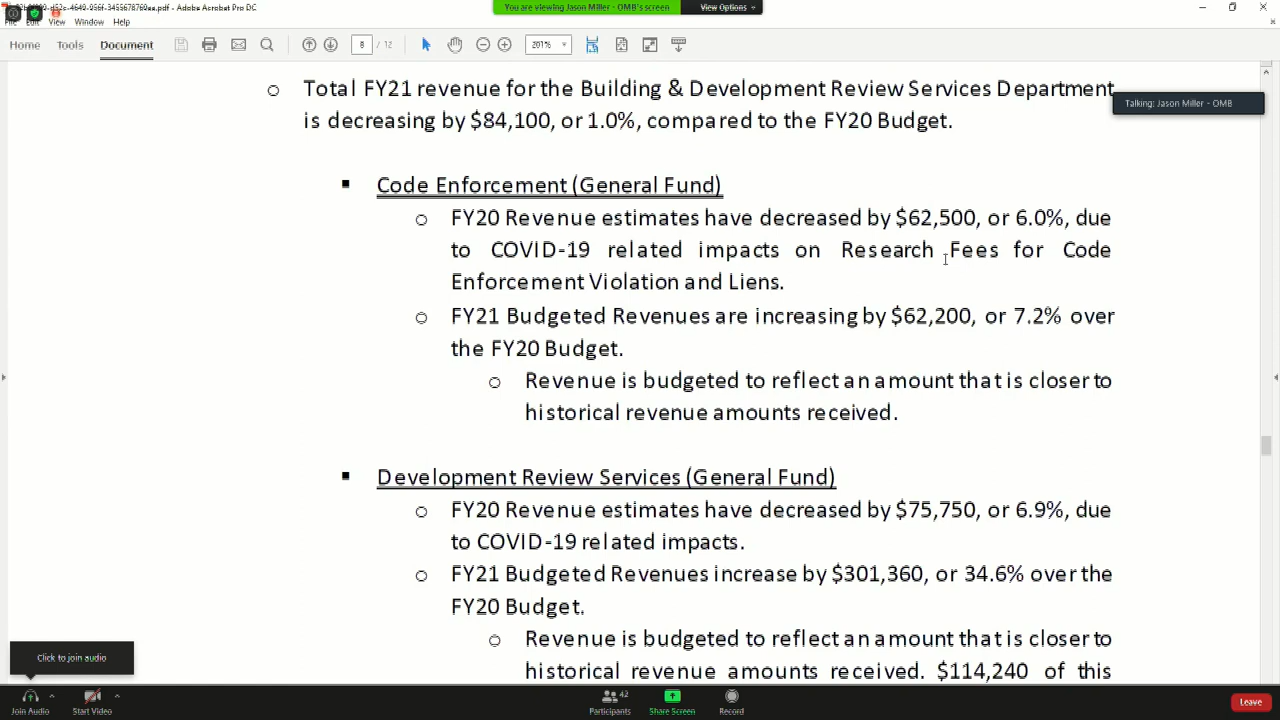 Adobe Acrobat Pro DC
You are viewing Jason Miller - OMB's screen
View Options
File View Window Help
Home Tools Document
8 / 12
201%
Total FY21 revenue for the Building & Development Review Services Department
is decreasing by $84,100, or 1.0%, compared to the FY20 Budget.
Talking: Jason Miller - OMB
Code Enforcement (General Fund)
FY20 Revenue estimates have decreased by $62,500, or 6.0%, due
to COVID-19 related impacts on Research Fees for Code
Enforcement Violation and Liens.
FY21 Budgeted Revenues are increasing by $62,200, or 7.2% over
the FY20 Budget.
Revenue is budgeted to reflect an amount that is closer to
historical revenue amounts received.
Development Review Services (General Fund)
FY20 Revenue estimates have decreased by $75,750, or 6.9%, due
to COVID-19 related impacts.
FY21 Budgeted Revenues increase by $301,360, or 34.6% over the
FY20 Budget.
Revenue is budgeted to reflect an amount that is closer to
historical revenue amounts received. $114,240 of this
Click to join audio
Join Audio Start Video
42
Participants Share Screen Record
Leave